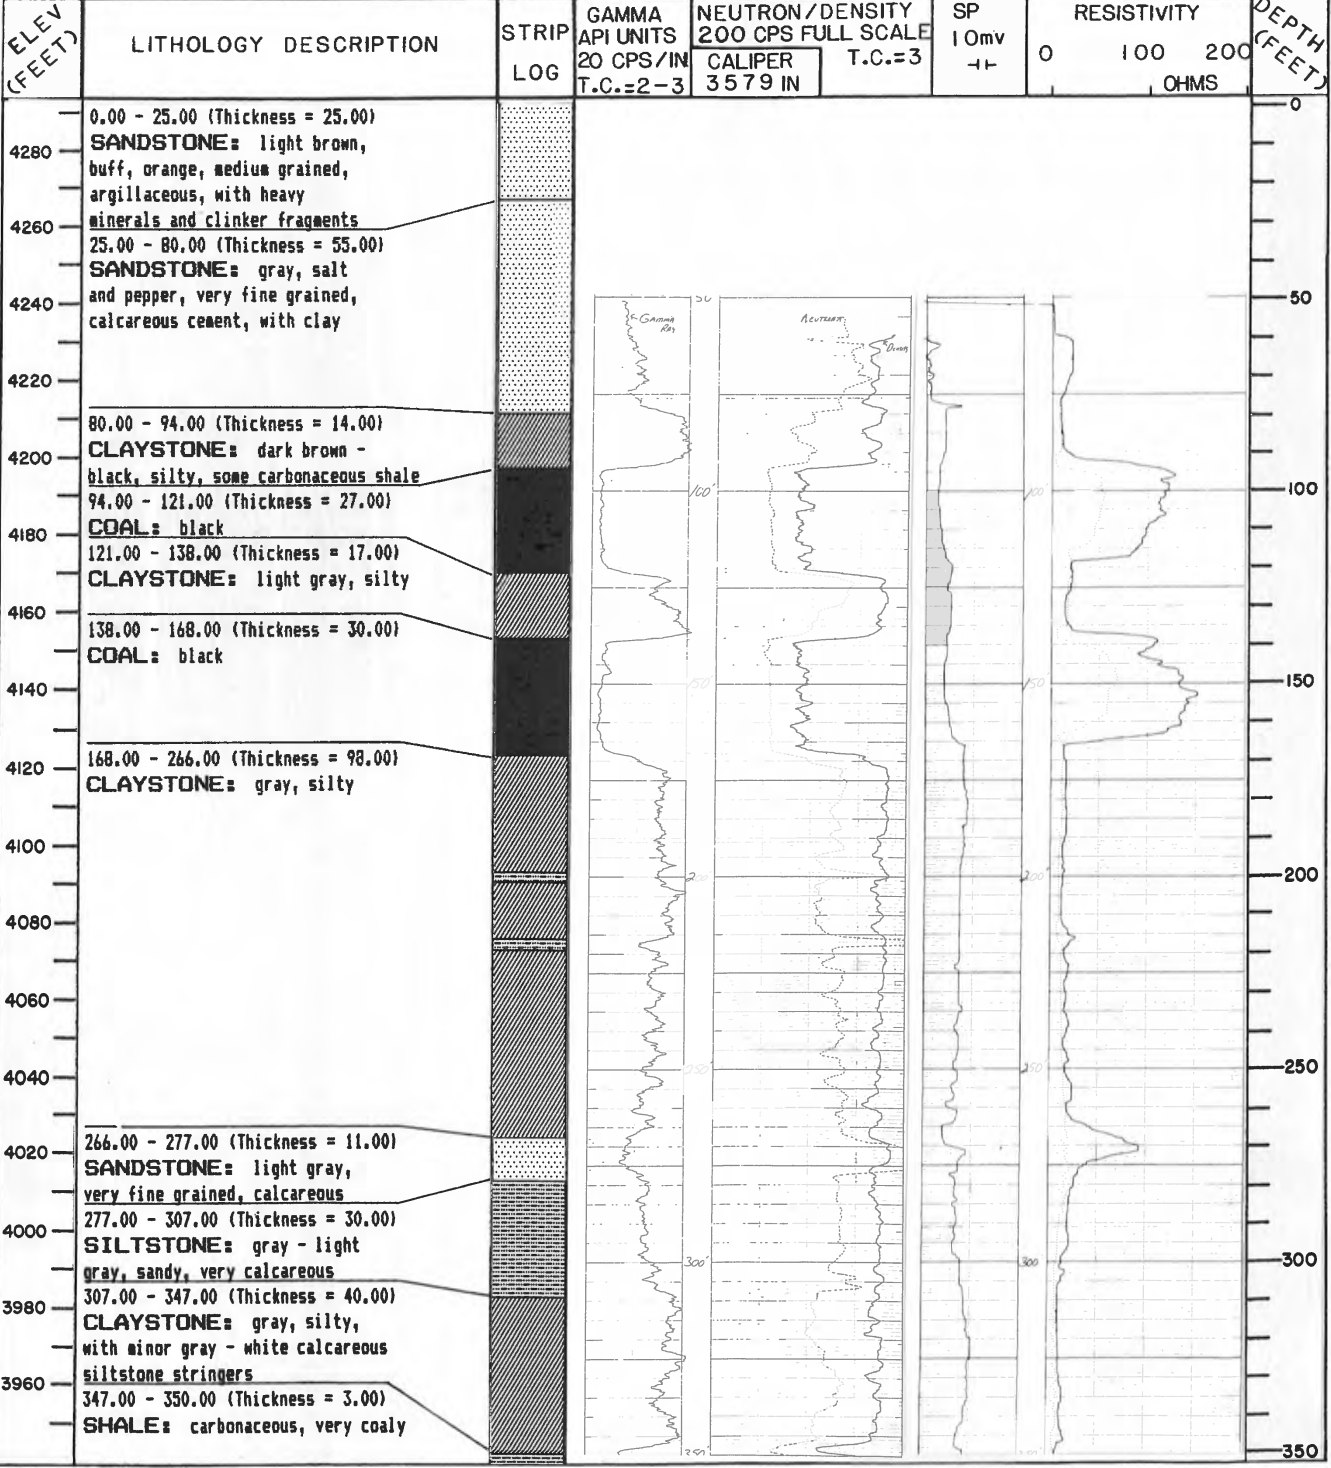 ELEV
(FEET)
LITHOLOGY DESCRIPTION
STRIP
LOG
GAMMA
API UNITS
20 CPS/IN
T.C.=2-3
NEUTRON/DENSITY
200 CPS FULL SCALE
CALIPER
3579 IN
T.C.=3
SP
10mv
RESISTIVITY
0 100 200
OHMS
DEPTH
(FEET)
0.00 - 25.00 (Thickness = 25.00)
SANDSTONE: light brown,
buff, orange, medium grained,
argillaceous, with heavy
minerals and clinker fragments
25.00 - 80.00 (Thickness = 55.00)
SANDSTONE: gray, salt
and pepper, very fine grained,
calcareous cement, with clay
80.00 - 94.00 (Thickness = 14.00)
CLAYSTONE: dark brown -
black, silty, some carbonaceous shale
94.00 - 121.00 (Thickness = 27.00)
COAL: black
121.00 - 138.00 (Thickness = 17.00)
CLAYSTONE: light gray, silty
138.00 - 168.00 (Thickness = 30.00)
COAL: black
168.00 - 266.00 (Thickness = 98.00)
CLAYSTONE: gray, silty
266.00 - 277.00 (Thickness = 11.00)
SANDSTONE: light gray,
very fine grained, calcareous
277.00 - 307.00 (Thickness = 30.00)
SILTSTONE: gray - light
gray, sandy, very calcareous
307.00 - 347.00 (Thickness = 40.00)
CLAYSTONE: gray, silty,
with minor gray - white calcareous
siltstone stringers
347.00 - 350.00 (Thickness = 3.00)
SHALE: carbonaceous, very coaly
4280
4260
4240
4220
4200
4180
4160
4140
4120
4100
4080
4060
4040
4020
4000
3980
3960
Gamma
Ray
Neutron
50
100'
150'
200'
250'
300'
350'
0
50
100
150
200
250
300
350